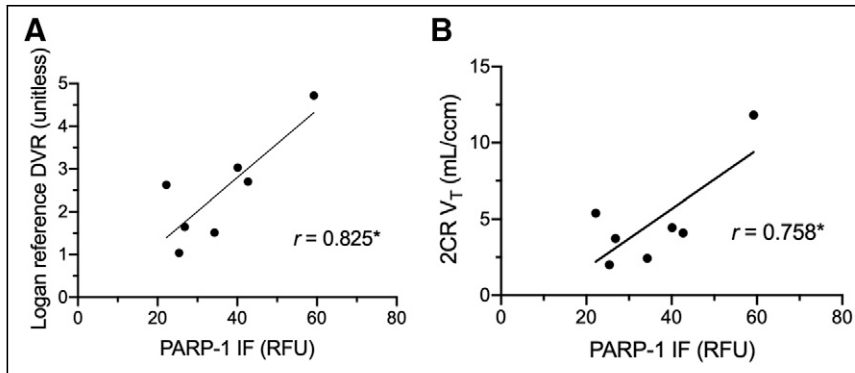 A
Logan reference DVR (unitless)
5
4
3
2
1
0
0 20 40 60 80
r = 0.825*
PARP-1 IF (RFU)
B
2CR VT (mL/ccm)
15
10
5
0
0 20 40 60 80
r = 0.758*
PARP-1 IF (RFU)